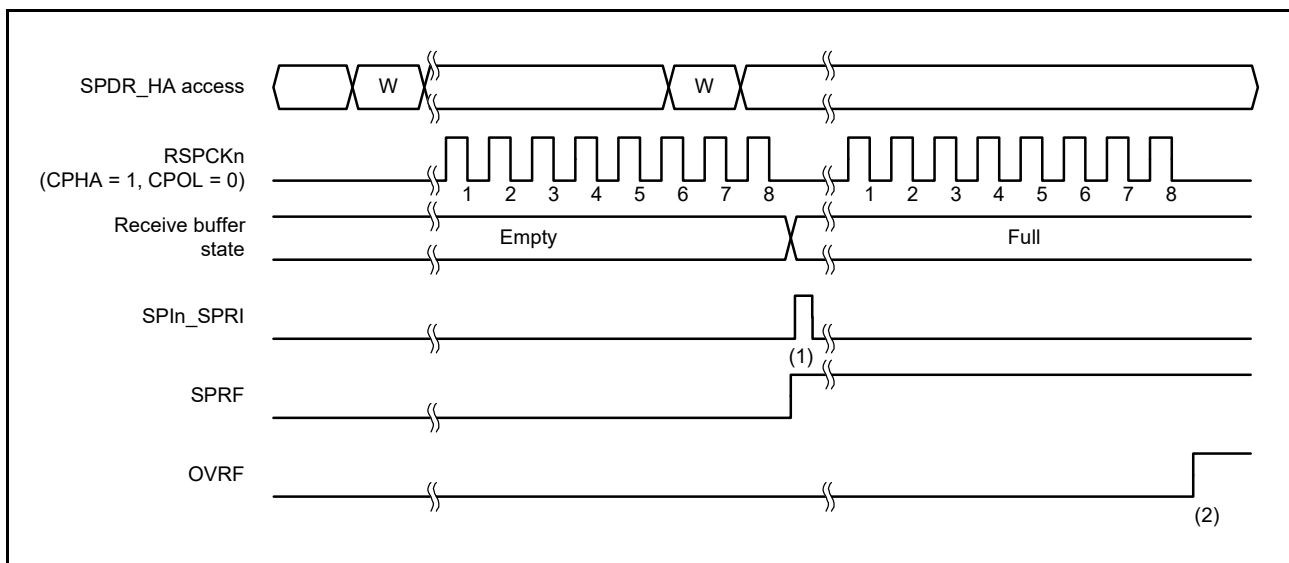 SPDR_HA access
W
W
RSPCKn
(CPHA = 1, CPOL = 0)
1 2 3 4 5 6 7 8
1 2 3 4 5 6 7 8
Receive buffer
state
Empty
Full
SPIn_SPRI
(1)
SPRF
OVRF
(2)